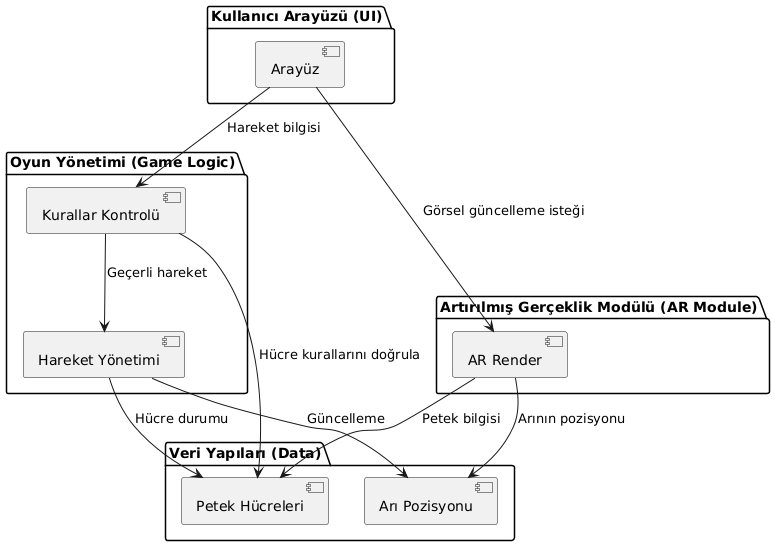 Kullanıcı Arayüzü (UI)
Arayüz
Hareket bilgisi
Oyun Yönetimi (Game Logic)
Kurallar Kontrolü
Görsel güncelleme isteği
Geçerli hareket
Artırılmış Gerçeklik Modülü (AR Module)
Hücre kurallarını doğrula
Hareket Yönetimi
AR Render
Hücre durumu
Güncelleme
Petek bilgisi
Arının pozisyonu
Veri Yapıları (Data)
Petek Hücreleri
Arı Pozisyonu